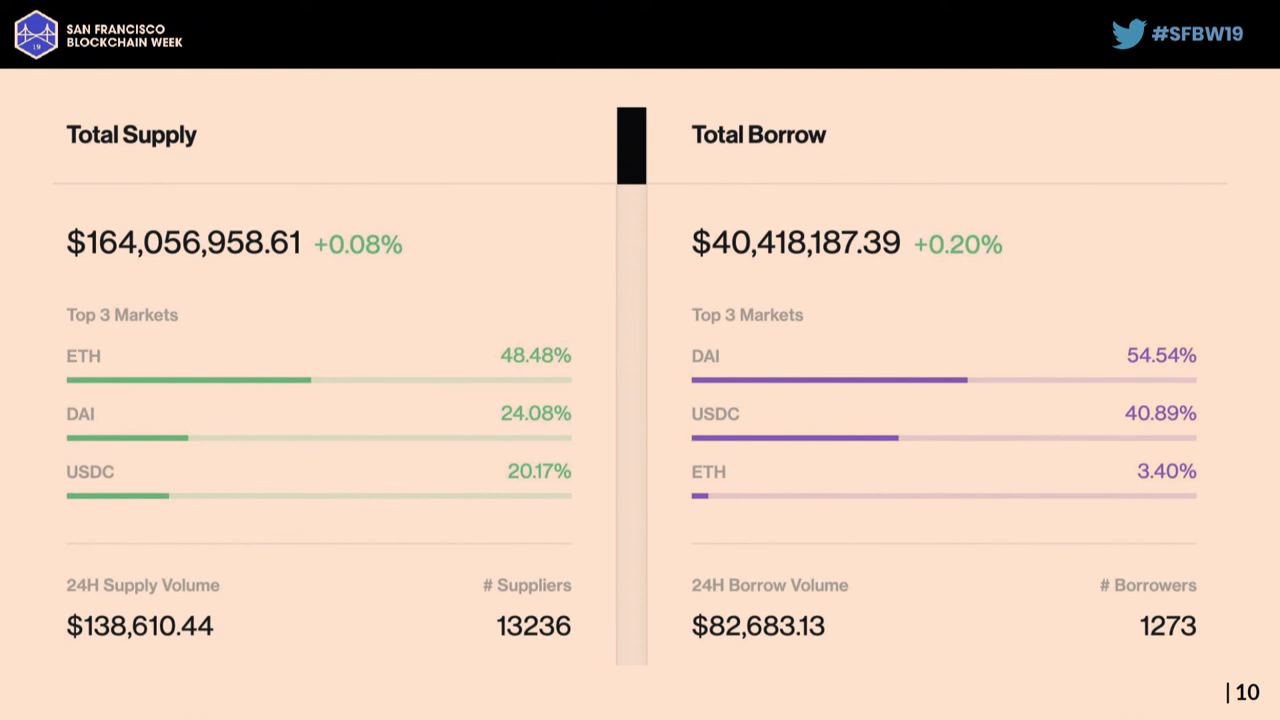 SAN FRANCISCO
BLOCKCHAIN WEEK
19
#SFBW19
Total Supply
$164,056,958.61 +0.08%
Top 3 Markets
ETH 48.48%
DAI 24.08%
USDC 20.17%
24H Supply Volume # Suppliers
$138,610.44 13236
Total Borrow
$40,418,187.39 +0.20%
Top 3 Markets
DAI 54.54%
USDC 40.89%
ETH 3.40%
24H Borrow Volume # Borrowers
$82,683.13 1273
| 10